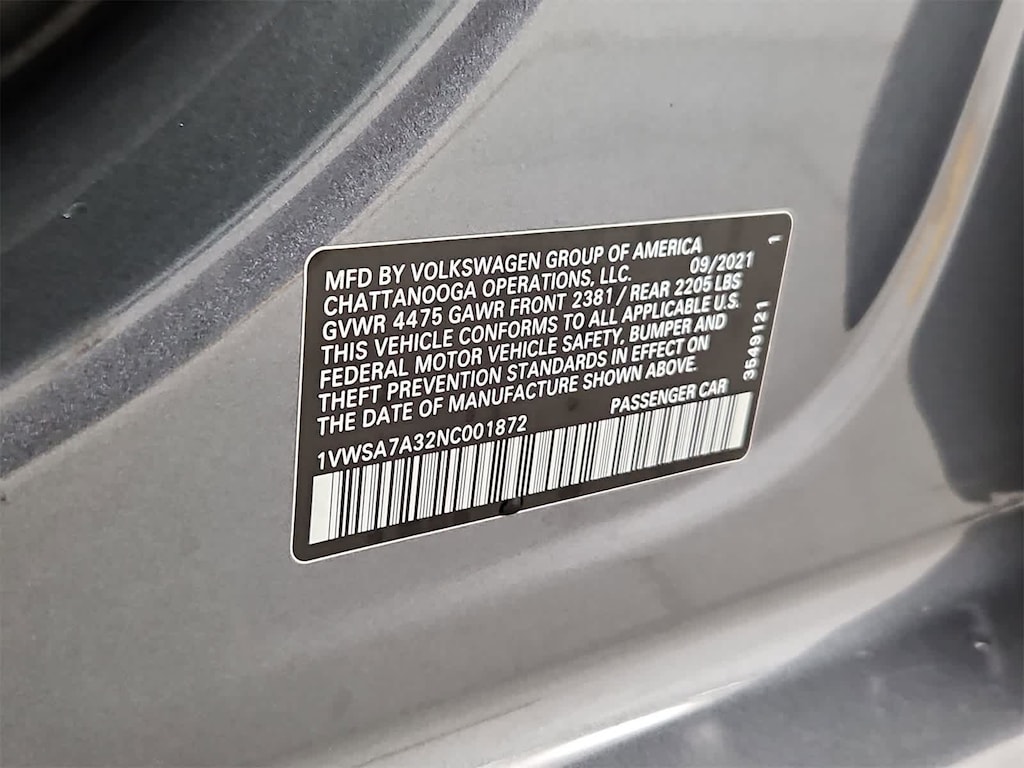 MFD BY VOLKSWAGEN GROUP OF AMERICA
CHATTANOOGA OPERATIONS, LLC. 09/2021
GVWR 4475 GAWR FRONT 2381 / REAR 2205 LBS
THIS VEHICLE CONFORMS TO ALL APPLICABLE U.S.
FEDERAL MOTOR VEHICLE SAFETY, BUMPER AND
THEFT PREVENTION STANDARDS IN EFFECT ON
THE DATE OF MANUFACTURE SHOWN ABOVE.
1VWSA7A32NC001872 PASSENGER CAR
3649121
1